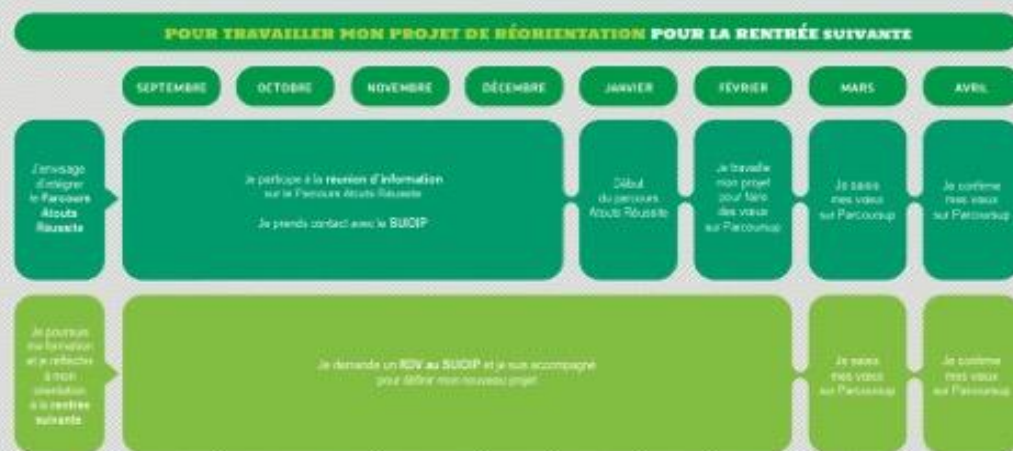 POUR TRAVAILLER MON PROJET DE RÉORIENTATION POUR LA RENTRÉE SUIVANTE
SEPTEMBRE
OCTOBRE
NOVEMBRE
DÉCEMBRE
JANVIER
FÉVRIER
MARS
AVRIL
J'envisage
d'intégrer
le Parcours
Atouts
Réussite
Je participe à la réunion d'information
sur le Parcours Atouts Réussite
Je prends contact avec le SUIOIP
Début
du parcours
Atouts Réussite
Je travaille
mon projet
pour faire
des vœux
sur Parcoursup
Je saisis
mes vœux
sur Parcoursup
Je confirme
mes vœux
sur Parcoursup
Je poursuis
ma formation
et je réfléchis
à mon
orientation
à la rentrée
suivante
Je demande un RDV au SUIOIP et je suis accompagné
pour définir mon nouveau projet
Je saisis
mes vœux
sur Parcoursup
Je confirme
mes vœux
sur Parcoursup